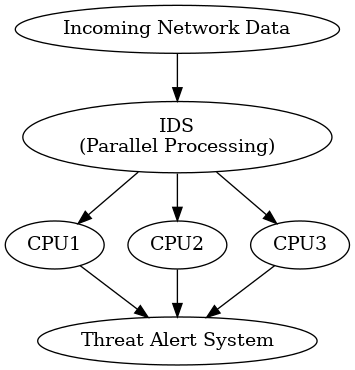 Incoming Network Data
IDS
(Parallel Processing)
CPU1
CPU2
CPU3
Threat Alert System